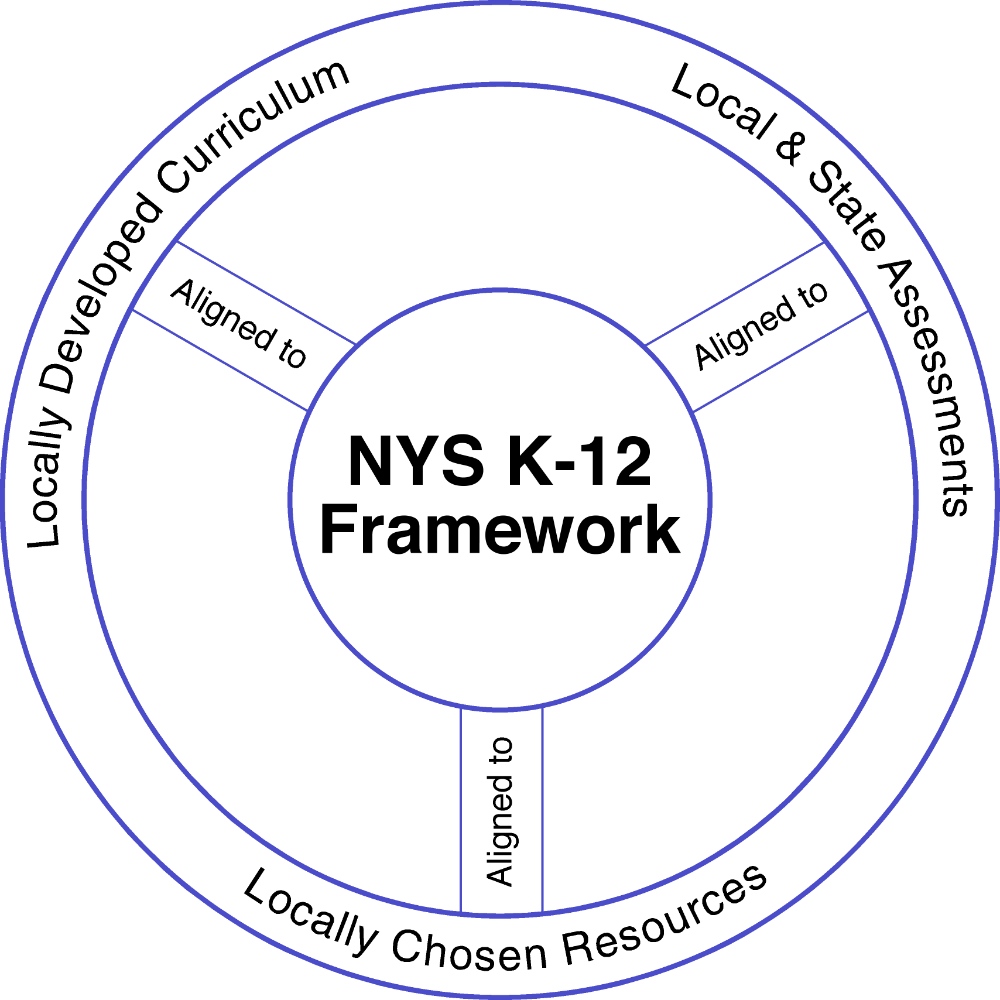 Locally Developed Curriculum
Local & State Assessments
Aligned to
Aligned to
NYS K-12
Framework
Aligned to
Locally Chosen Resources